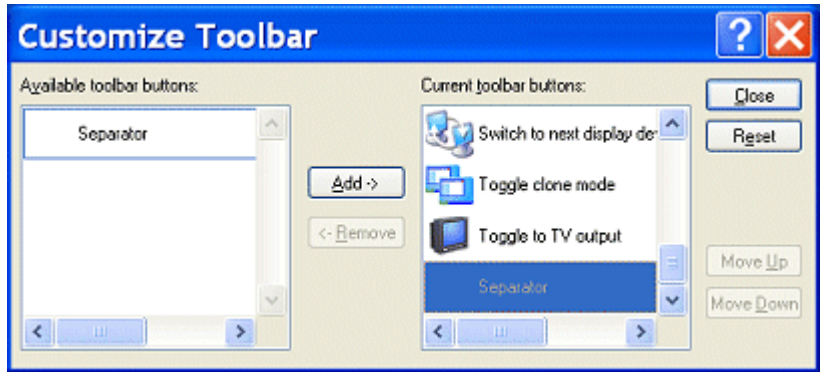 Customize Toolbar
Available toolbar buttons:
Separator
Add ->
<- Remove
Current toolbar buttons:
Switch to next display de
Toggle clone mode
Toggle to TV output
Separator
Close
Reset
Move Up
Move Down